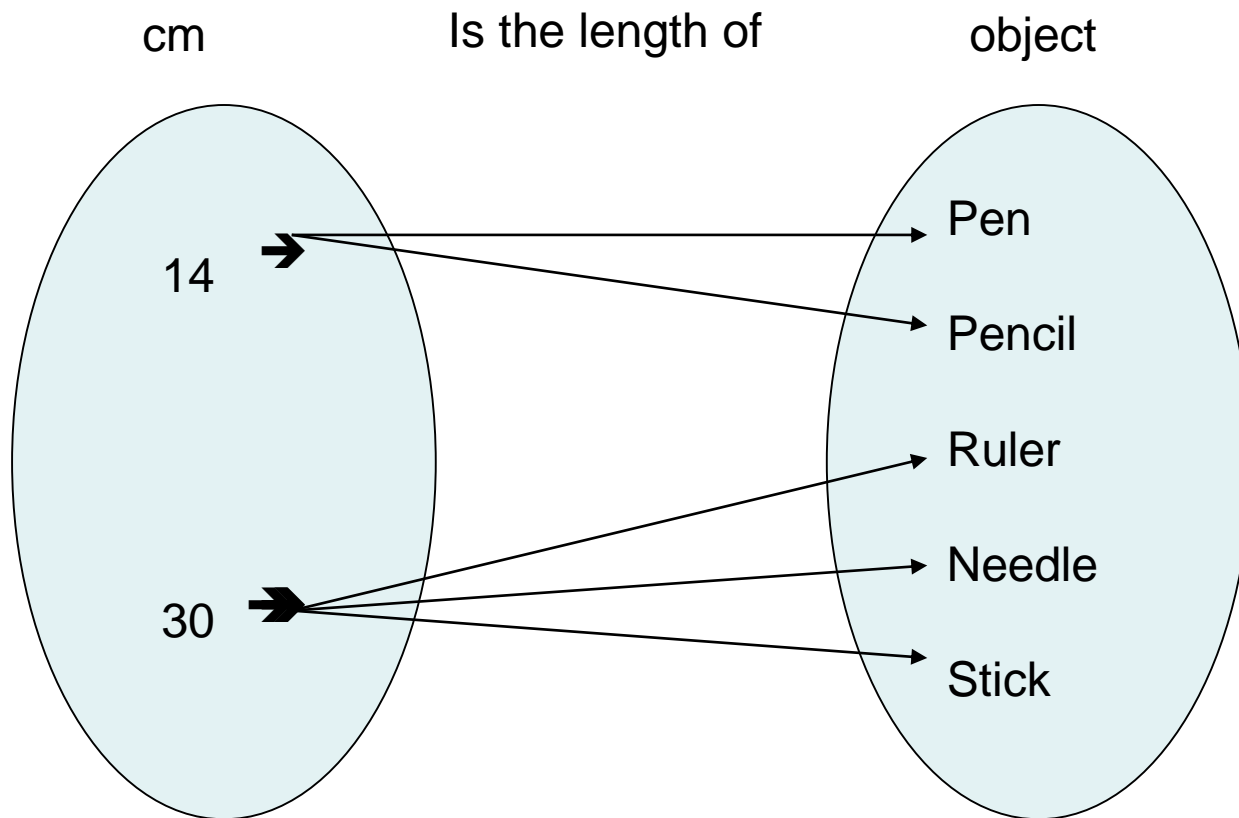 cm Is the length of object
14
30
Pen
Pencil
Ruler
Needle
Stick